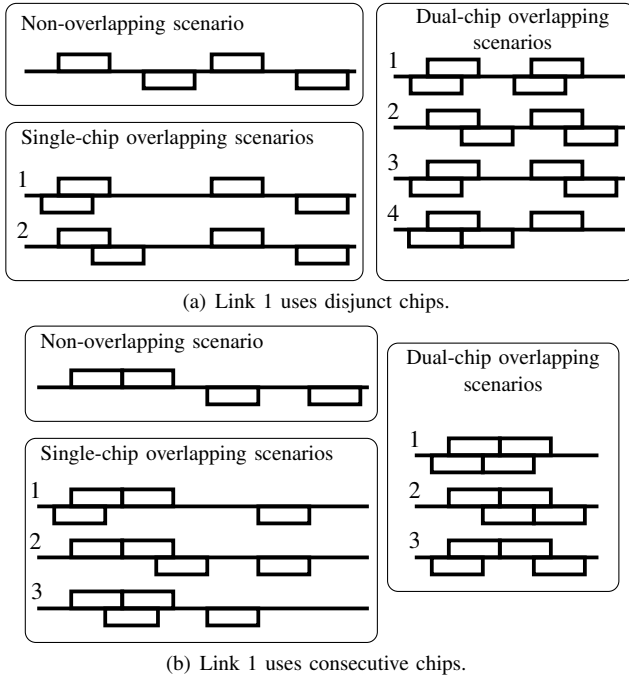 Non-overlapping scenario
Single-chip overlapping scenarios
1
2
Dual-chip overlapping
scenarios
1
2
3
4
(a) Link 1 uses disjunct chips.
Non-overlapping scenario
Single-chip overlapping scenarios
1
2
3
Dual-chip overlapping
scenarios
1
2
3
(b) Link 1 uses consecutive chips.